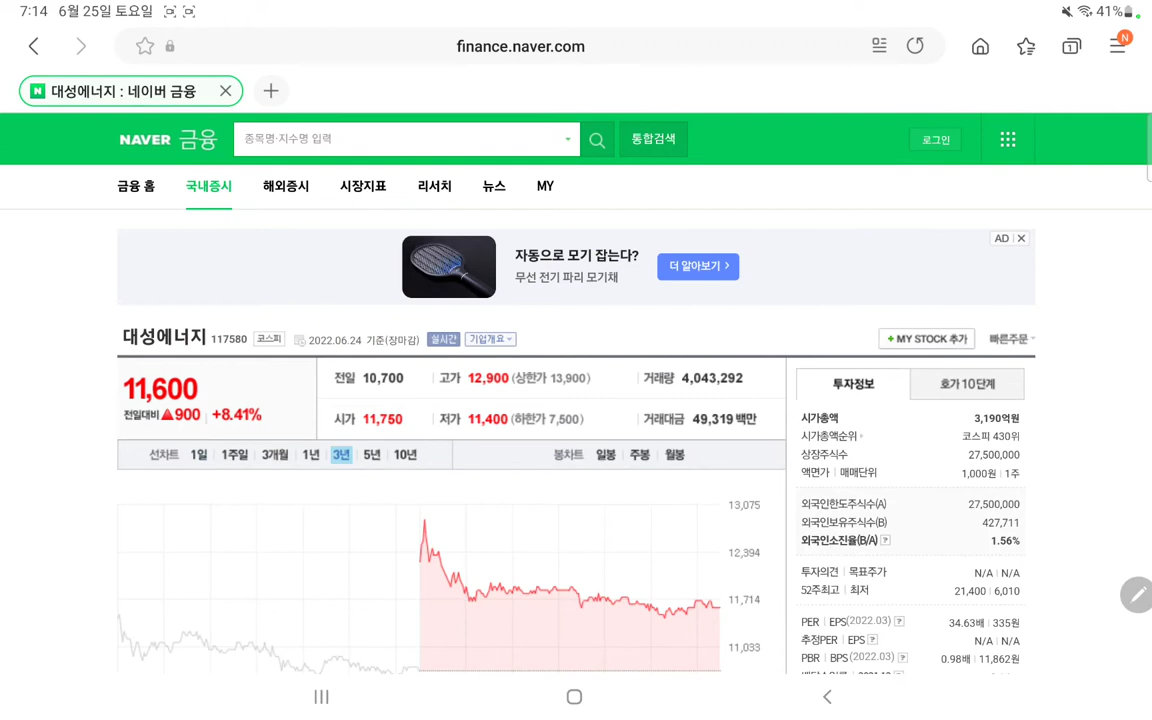 7:14 6월 25일 토요일
41%
finance.naver.com
1
N
N 대성에너지 : 네이버 금융
NAVER 금융
종목명·지수명 입력
통합검색
로그인
금융 홈 국내증시 해외증시 시장지표 리서치 뉴스 MY
AD
자동으로 모기 잡는다?
무선 전기 파리 모기채
더 알아보기
대성에너지 117580 코스피 2022.06.24 기준(장마감) 실시간 기업개요
+ MY STOCK 추가 빠른주문
11,600
전일대비 ▲900 +8.41%
전일 10,700 고가 12,900 (상한가 13,900) 거래량 4,043,292
시가 11,750 저가 11,400 (하한가 7,500) 거래대금 49,319 백만
선차트 1일 1주일 3개월 1년 3년 5년 10년
봉차트 일봉 주봉 월봉
13,075
12,394
11,714
11,033
투자정보 호가 10단계
시가총액 3,190억원
시가총액순위 코스피 430위
상장주식수 27,500,000
액면가 | 매매단위 1,000원 | 1주
외국인한도주식수(A) 27,500,000
외국인보유주식수(B) 427,711
외국인소진율(B/A) ? 1.56%
투자의견 | 목표주가 N/A | N/A
52주최고 | 최저 21,400 | 6,010
PER | EPS(2022.03) ? 34.63배 | 335원
추정PER | EPS ? N/A | N/A
PBR | BPS (2022.03) ? 0.98배 | 11,862원